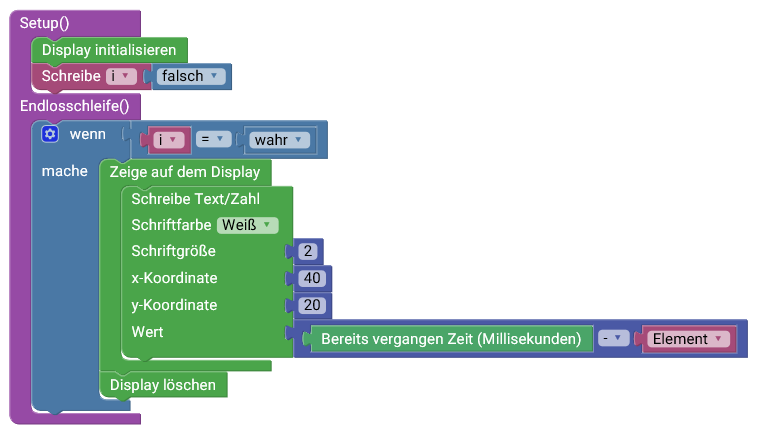 Setup()
Display initialisieren
Schreibe i falsch
Endlosschleife()
wenn i = wahr
mache Zeige auf dem Display
Schreibe Text/Zahl
Schriftfarbe Weiß
Schriftgröße 2
x-Koordinate 40
y-Koordinate 20
Wert Bereits vergangen Zeit (Millisekunden) - Element
Display löschen